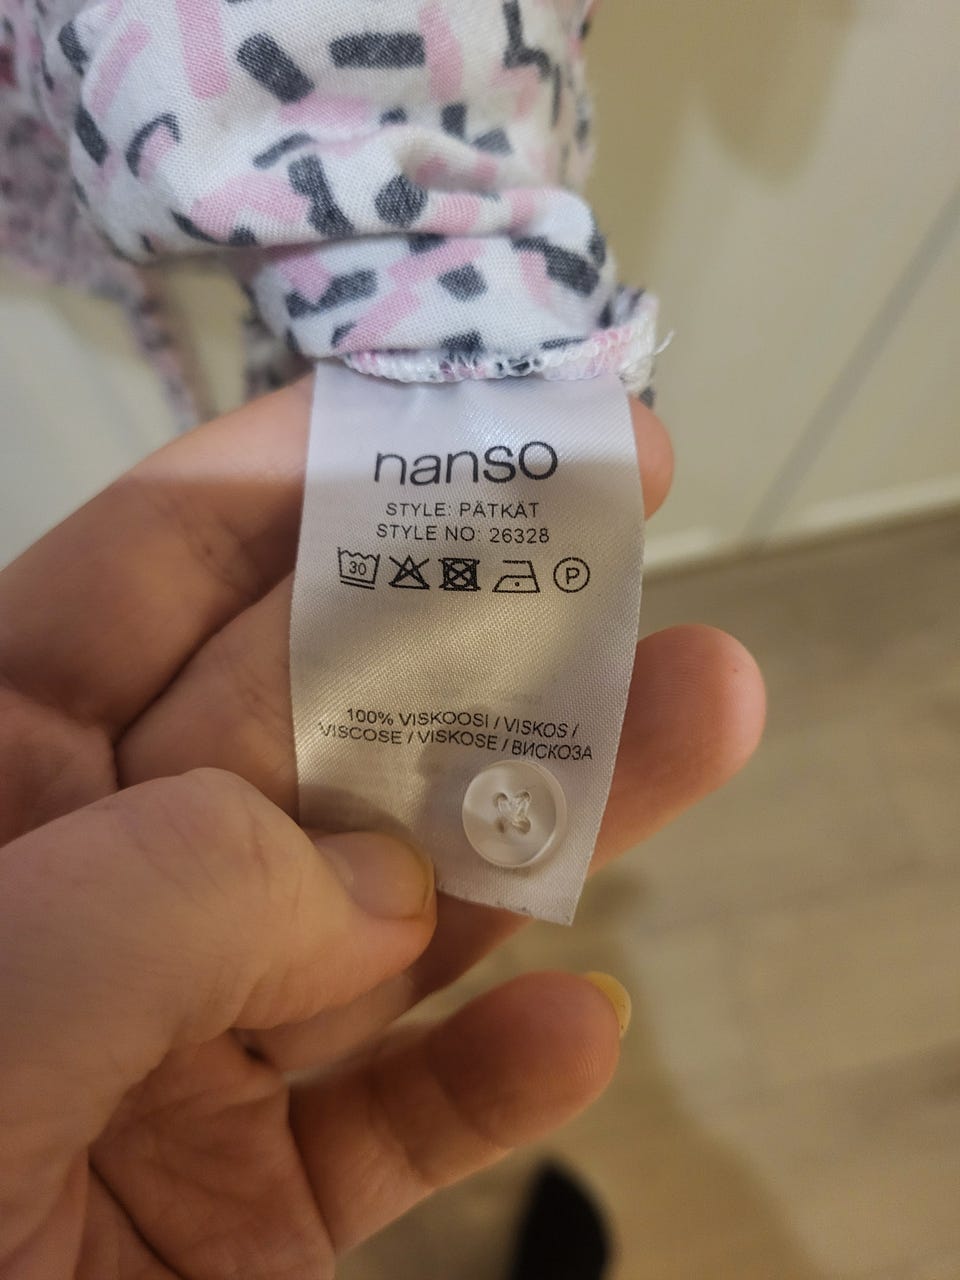 nanso
STYLE: PÄTKÄT
STYLE NO: 26328
30 P
100% VISKOOSI / VISKOS /
VISCOSE / VISKOSE / ВИСКОЗА